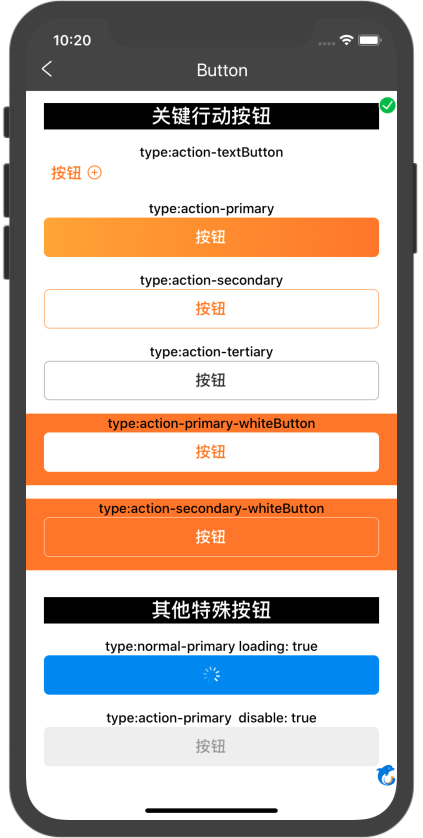 10:20
Button
关键行动按钮
type:action-textButton
按钮
type:action-primary
按钮
type:action-secondary
按钮
type:action-tertiary
按钮
type:action-primary-whiteButton
按钮
type:action-secondary-whiteButton
按钮
其他特殊按钮
type:normal-primary loading: true
type:action-primary  disable: true
按钮